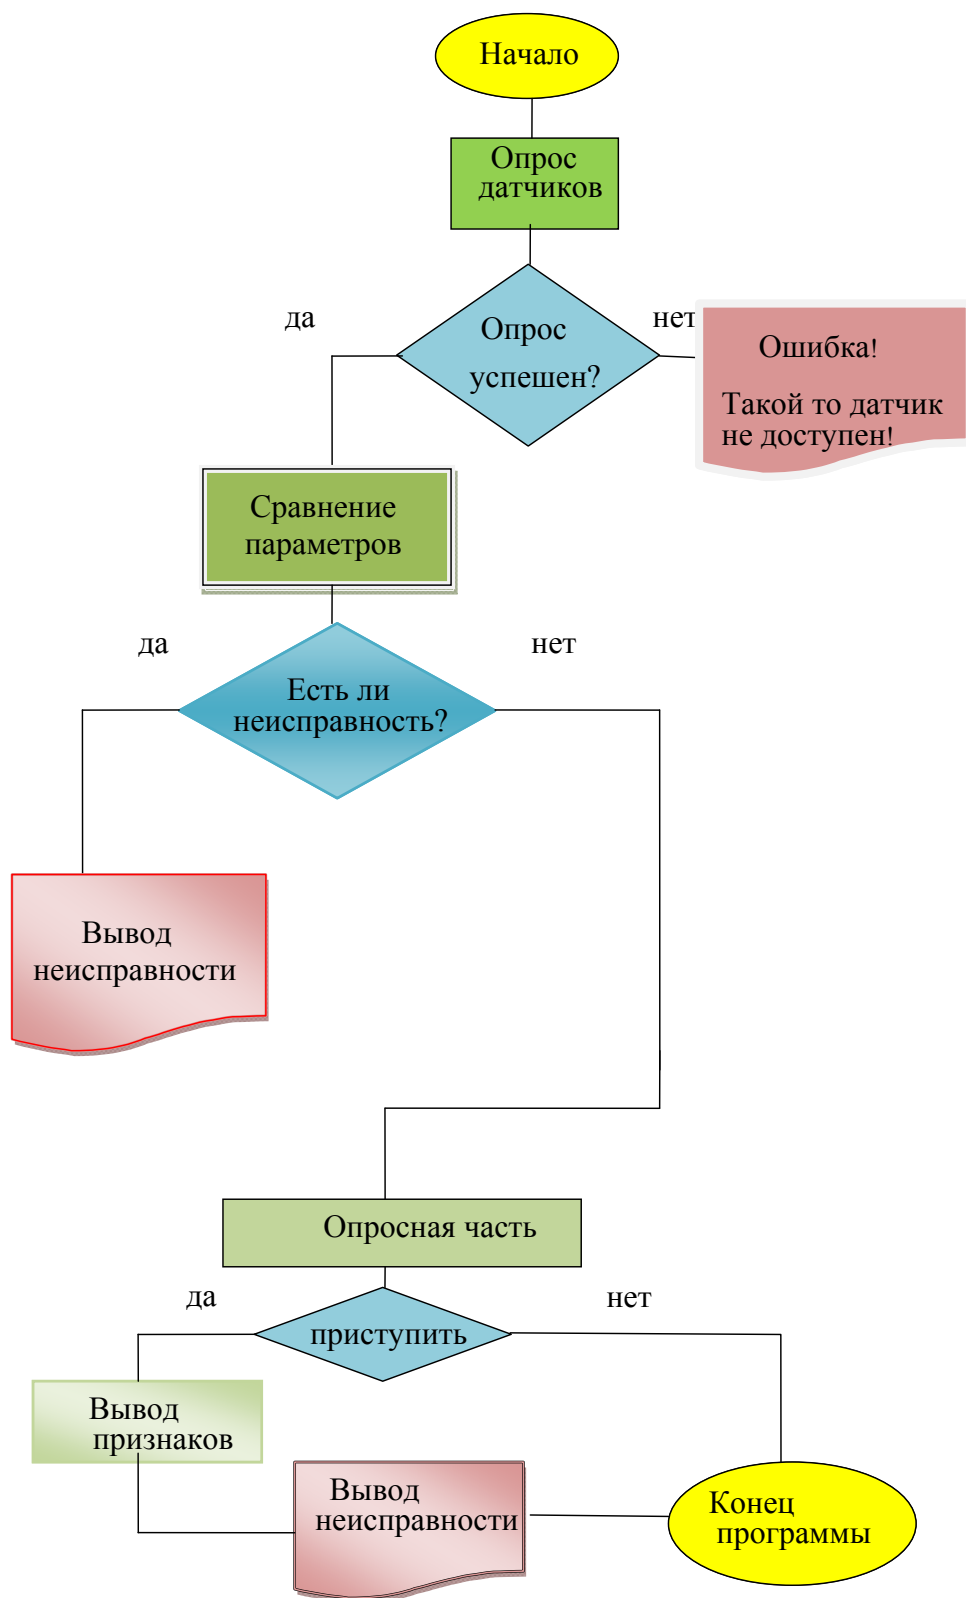 Начало
Опрос
датчиков
да
нет
Опрос
успешен?
Ошибка!
Такой то датчик
не доступен!
Сравнение
параметров
да
нет
Есть ли
неисправность?
Вывод
неисправности
Опросная часть
да
нет
приступить
Вывод
признаков
Вывод
неисправности
Конец
программы